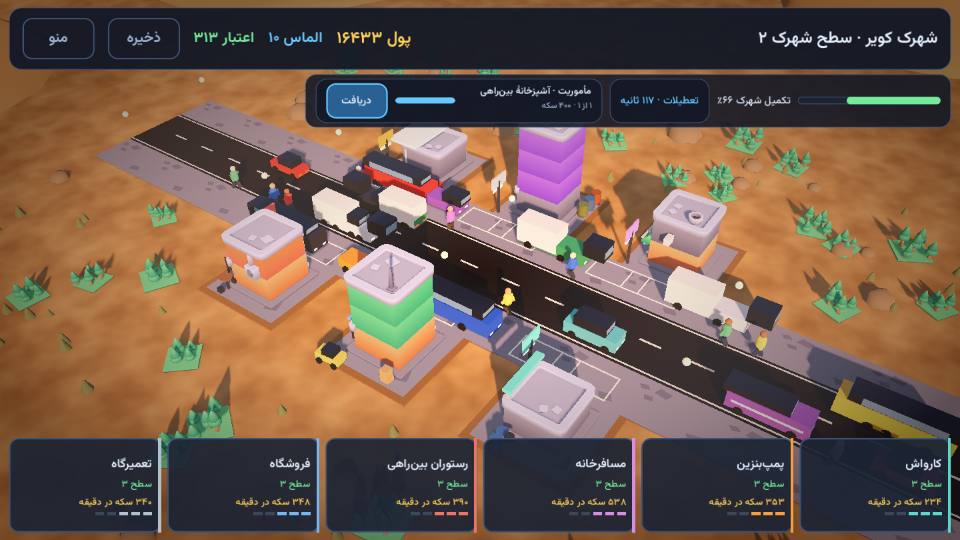 شهرک کویر · سطح شهرک ۲
پول ۱۶۴۳۳
الماس ۱۰
اعتبار ۳۱۳
ذخیره
منو
تکمیل شهرک ۶۶٪
تعطیلات · ۱۱۷ ثانیه
مأموریت · آشپزخانهٔ بین‌راهی
۱ از ۱ · ۴۰۰ سکه
دریافت
کارواش
سطح ۳
۲۳۴ سکه در دقیقه
پمپ‌بنزین
سطح ۳
۳۵۳ سکه در دقیقه
مسافرخانه
سطح ۳
۵۳۸ سکه در دقیقه
رستوران بین‌راهی
سطح ۳
۳۹۰ سکه در دقیقه
فروشگاه
سطح ۳
۳۴۸ سکه در دقیقه
تعمیرگاه
سطح ۳
۳۴۰ سکه در دقیقه